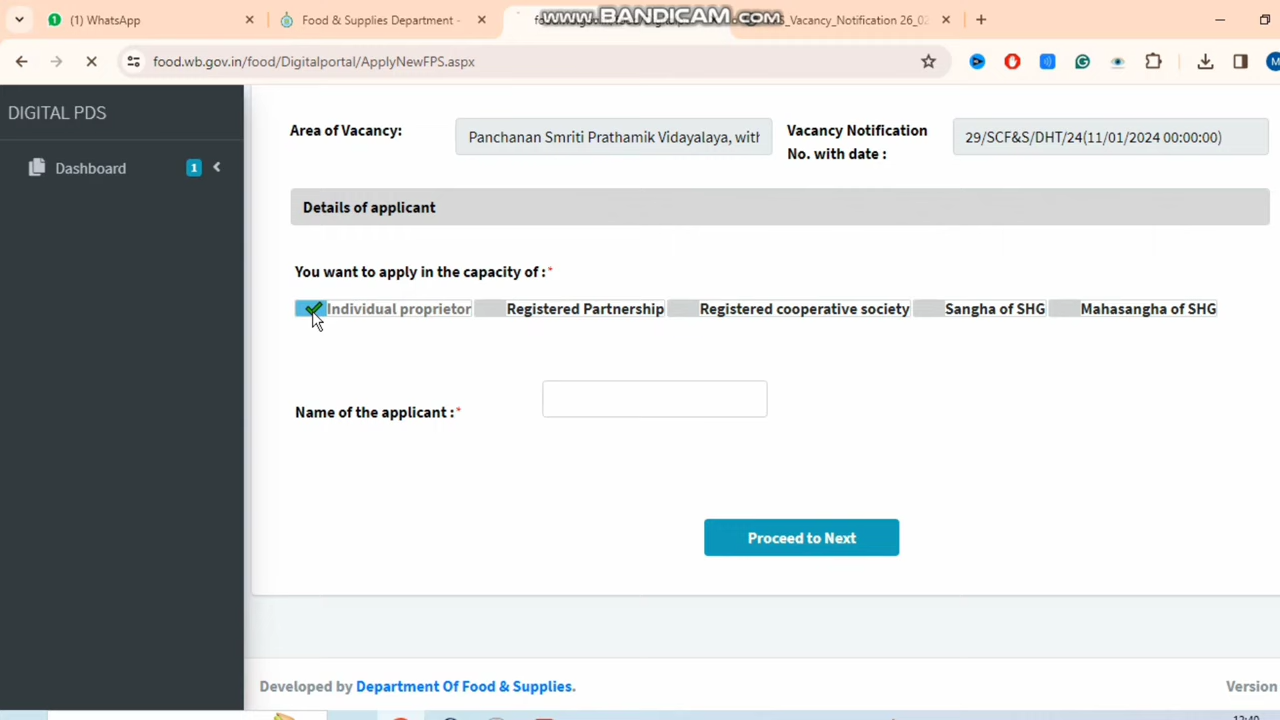 (1) WhatsApp
Food & Supplies Department -
www.BANDICAM.com
_Vacancy_Notification 26_02
food.wb.gov.in/food/Digitalportal/ApplyNewFPS.aspx
DIGITAL PDS
Dashboard 1
Area of Vacancy:
Panchanan Smriti Prathamik Vidayalaya, with
Vacancy Notification
No. with date :
29/SCF&S/DHT/24(11/01/2024 00:00:00)
Details of applicant
You want to apply in the capacity of :*
Individual proprietor Registered Partnership Registered cooperative society Sangha of SHG Mahasangha of SHG
Name of the applicant :*
Proceed to Next
Developed by Department Of Food & Supplies.
Version